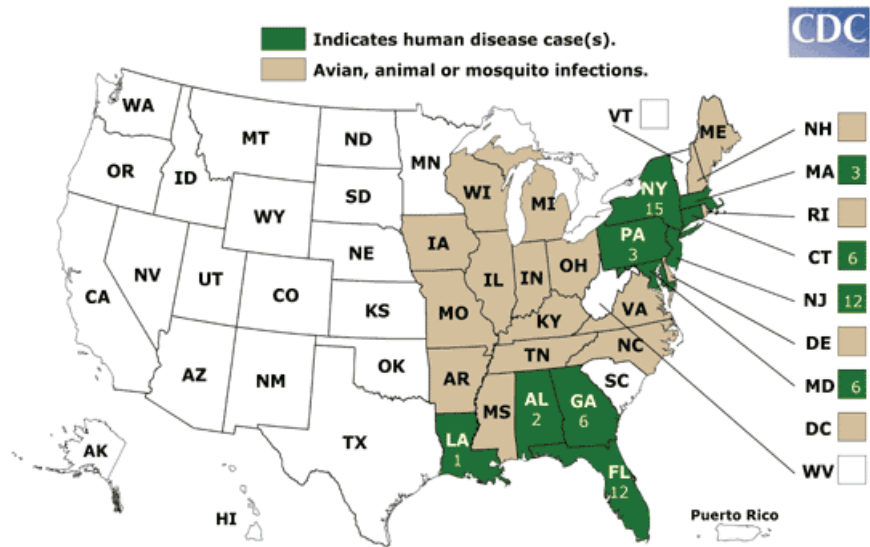 CDC
Indicates human disease case(s).
Avian, animal or mosquito infections.
WA
MT
ND
MN
VT
ME
NH
OR
ID
SD
WI
MI
NY
15
MA 3
WY
RI
IA
PA
3
NE
CT 6
NV
UT
CO
IL
IN
OH
NJ 12
CA
KS
MO
KY
VA
DE
AZ
NM
OK
AR
TN
NC
MD 6
SC
MS
AL
2
GA
6
DC
TX
LA
1
WV
AK
FL
12
HI
Puerto Rico